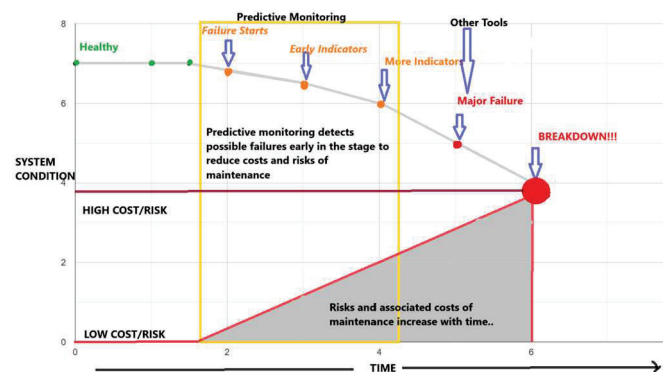 Predictive Monitoring
8
Failure Starts
Other Tools
Healthy
Early Indicators
More Indicators
6
Major Failure
Predictive monitoring detects
possible failures early in the stage to
reduce costs and risks of
maintenance
BREAKDOWN!!!
SYSTEM
CONDITION
4
HIGH COST/RISK
2
Risks and associated costs of
maintenance increase with time..
LOW COST/RISK
0
0
2
4
6
TIME